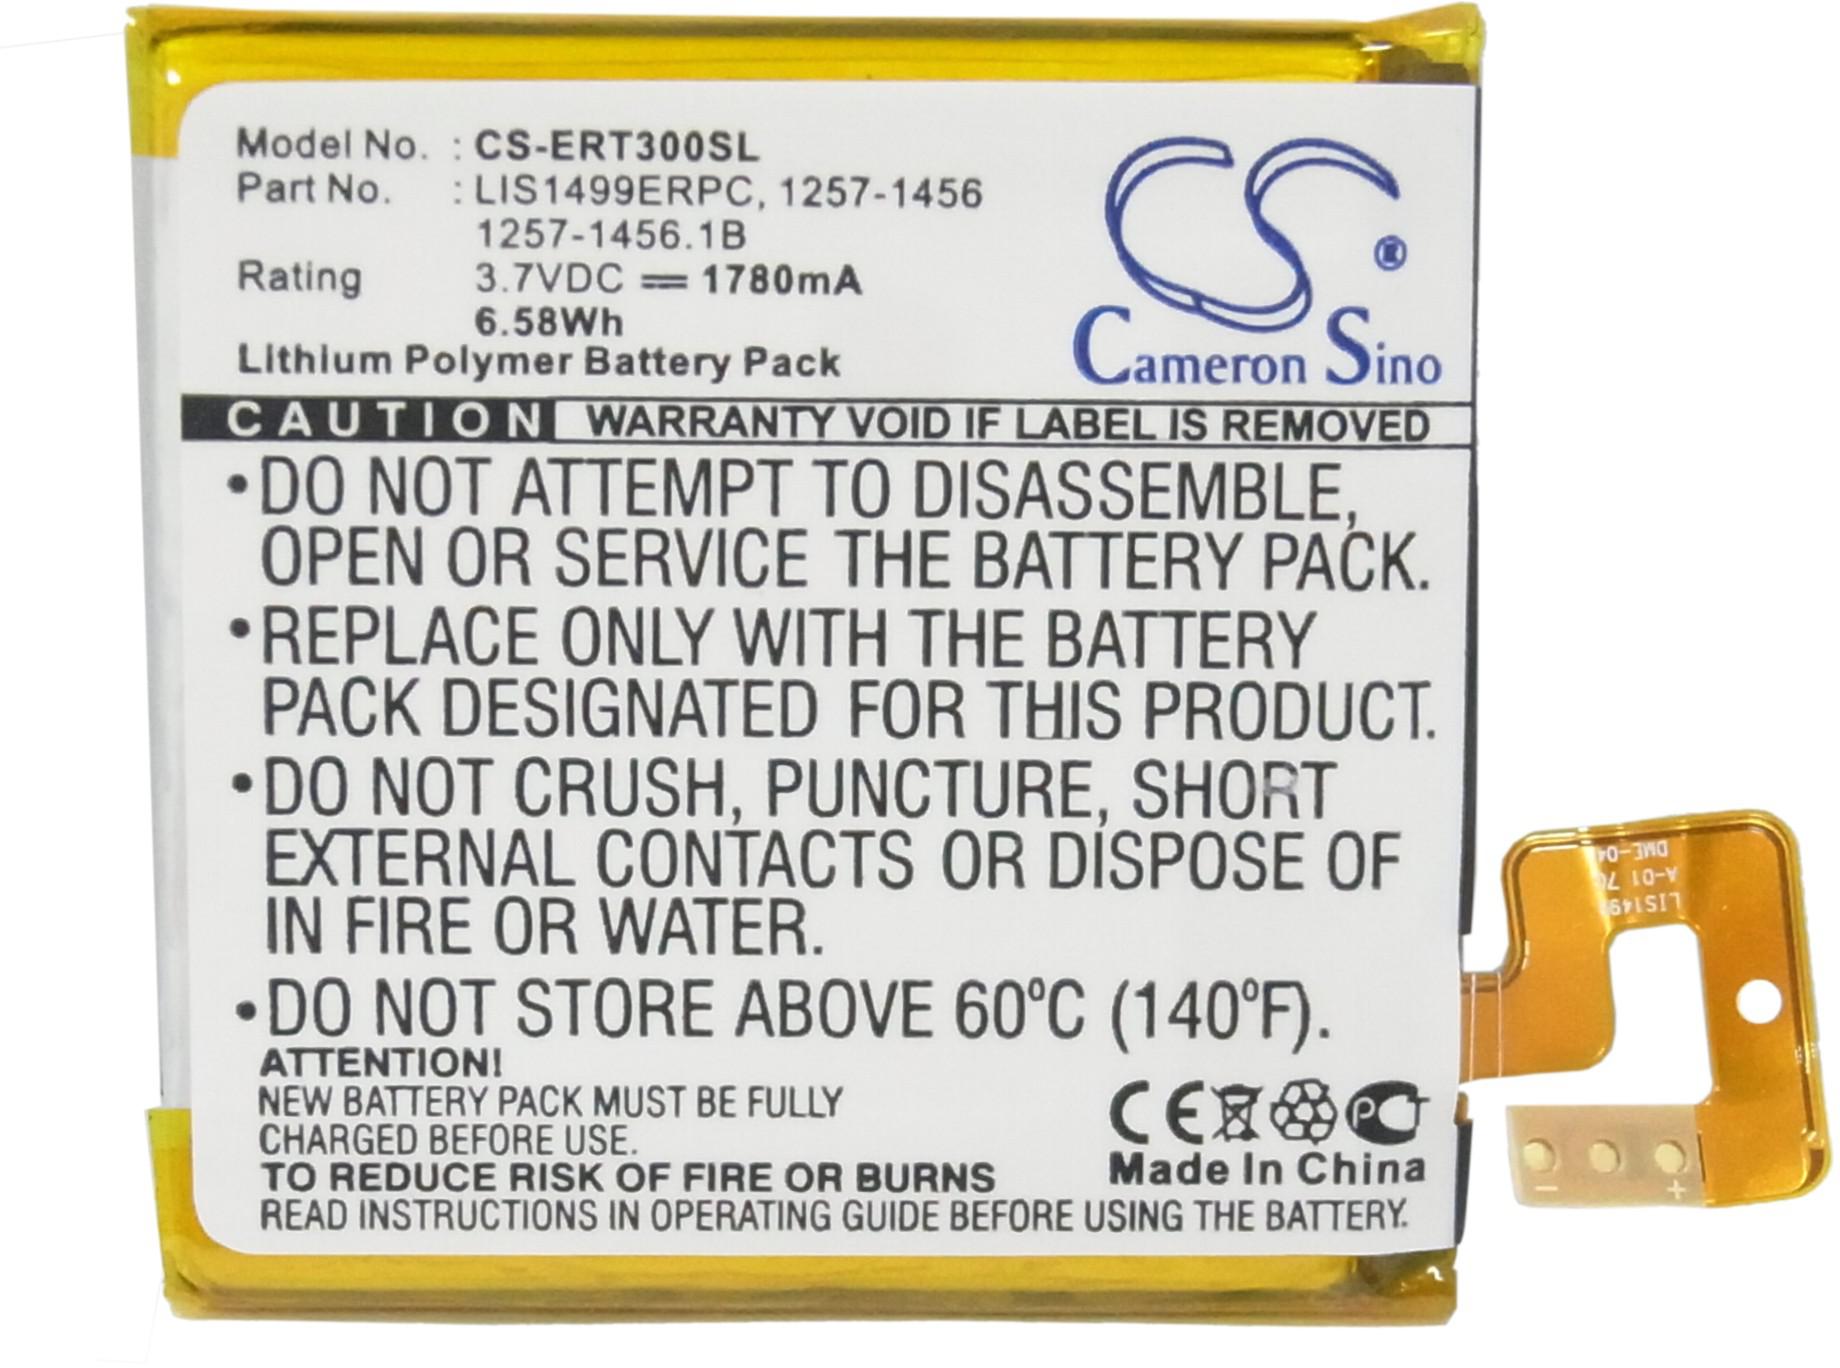 Model No. : CS-ERT300SL
Part No. : LIS1499ERPC, 1257-1456
1257-1456.1B
Rating 3.7VDC ⎓ 1780mA
6.58Wh
Lithium Polymer Battery Pack
CS®
Cameron Sino
CAUTION WARRANTY VOID IF LABEL IS REMOVED
•DO NOT ATTEMPT TO DISASSEMBLE,
OPEN OR SERVICE THE BATTERY PACK.
•REPLACE ONLY WITH THE BATTERY
PACK DESIGNATED FOR THIS PRODUCT.
•DO NOT CRUSH, PUNCTURE, SHORT
EXTERNAL CONTACTS OR DISPOSE OF
IN FIRE OR WATER.
•DO NOT STORE ABOVE 60°C (140°F).
ATTENTION!
NEW BATTERY PACK MUST BE FULLY
CHARGED BEFORE USE.
TO REDUCE RISK OF FIRE OR BURNS
READ INSTRUCTIONS IN OPERATING GUIDE BEFORE USING THE BATTERY.
CE PCT
Made In China
A-01
- +